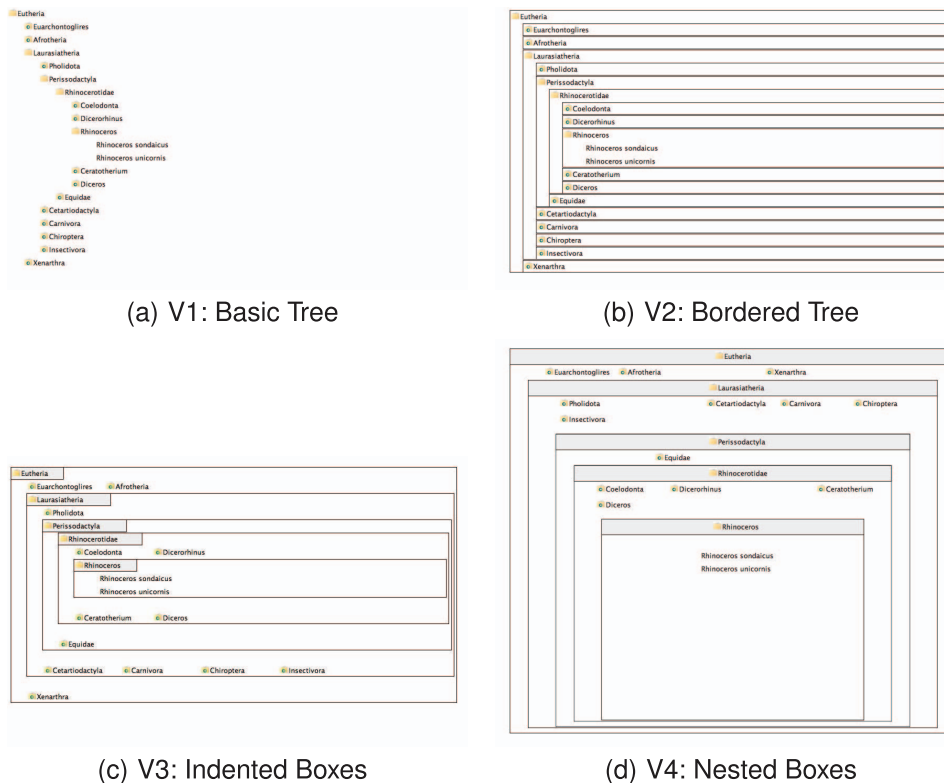 Eutheria
Euarchontoglires
Afrotheria
Laurasiatheria
Pholidota
Perissodactyla
Rhinocerotidae
Coelodonta
Dicerorhinus
Rhinoceros
Rhinoceros sondaicus
Rhinoceros unicornis
Ceratotherium
Diceros
Equidae
Cetartiodactyla
Carnivora
Chiroptera
Insectivora
Xenarthra
(a) V1: Basic Tree
Eutheria
Euarchontoglires
Afrotheria
Laurasiatheria
Pholidota
Perissodactyla
Rhinocerotidae
Coelodonta
Dicerorhinus
Rhinoceros
Rhinoceros sondaicus
Rhinoceros unicornis
Ceratotherium
Diceros
Equidae
Cetartiodactyla
Carnivora
Chiroptera
Insectivora
Xenarthra
(b) V2: Bordered Tree
Eutheria
Euarchontoglires Afrotheria
Laurasiatheria
Pholidota
Perissodactyla
Rhinocerotidae
Coelodonta Dicerorhinus
Rhinoceros
Rhinoceros sondaicus
Rhinoceros unicornis
Ceratotherium Diceros
Equidae
Cetartiodactyla Carnivora Chiroptera Insectivora
Xenarthra
(c) V3: Indented Boxes
Eutheria
Euarchontoglires Afrotheria Xenarthra
Laurasiatheria
Pholidota Cetartiodactyla Carnivora Chiroptera
Insectivora
Perissodactyla
Equidae
Rhinocerotidae
Coelodonta Dicerorhinus Ceratotherium
Diceros
Rhinoceros
Rhinoceros sondaicus
Rhinoceros unicornis
(d) V4: Nested Boxes